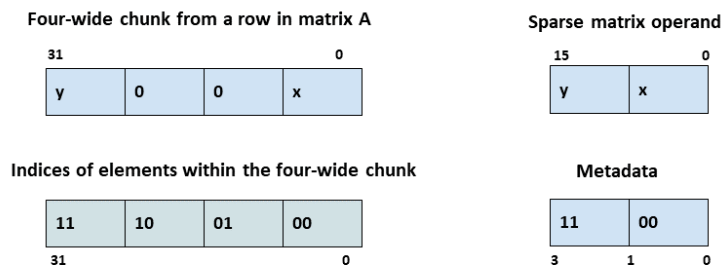 Four-wide chunk from a row in matrix A
31 0
y 0 0 x
Indices of elements within the four-wide chunk
11 10 01 00
31 0
Sparse matrix operand
15 0
y x
Metadada
11 00
3 1 0